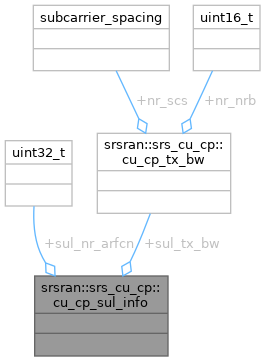 subcarrier_spacing
uint16_t
+nr_scs
+nr_nrb
uint32_t
srsran::srs_cu_cp::
cu_cp_tx_bw
+sul_nr_arfcn
+sul_tx_bw
srsran::srs_cu_cp::
cu_cp_sul_info